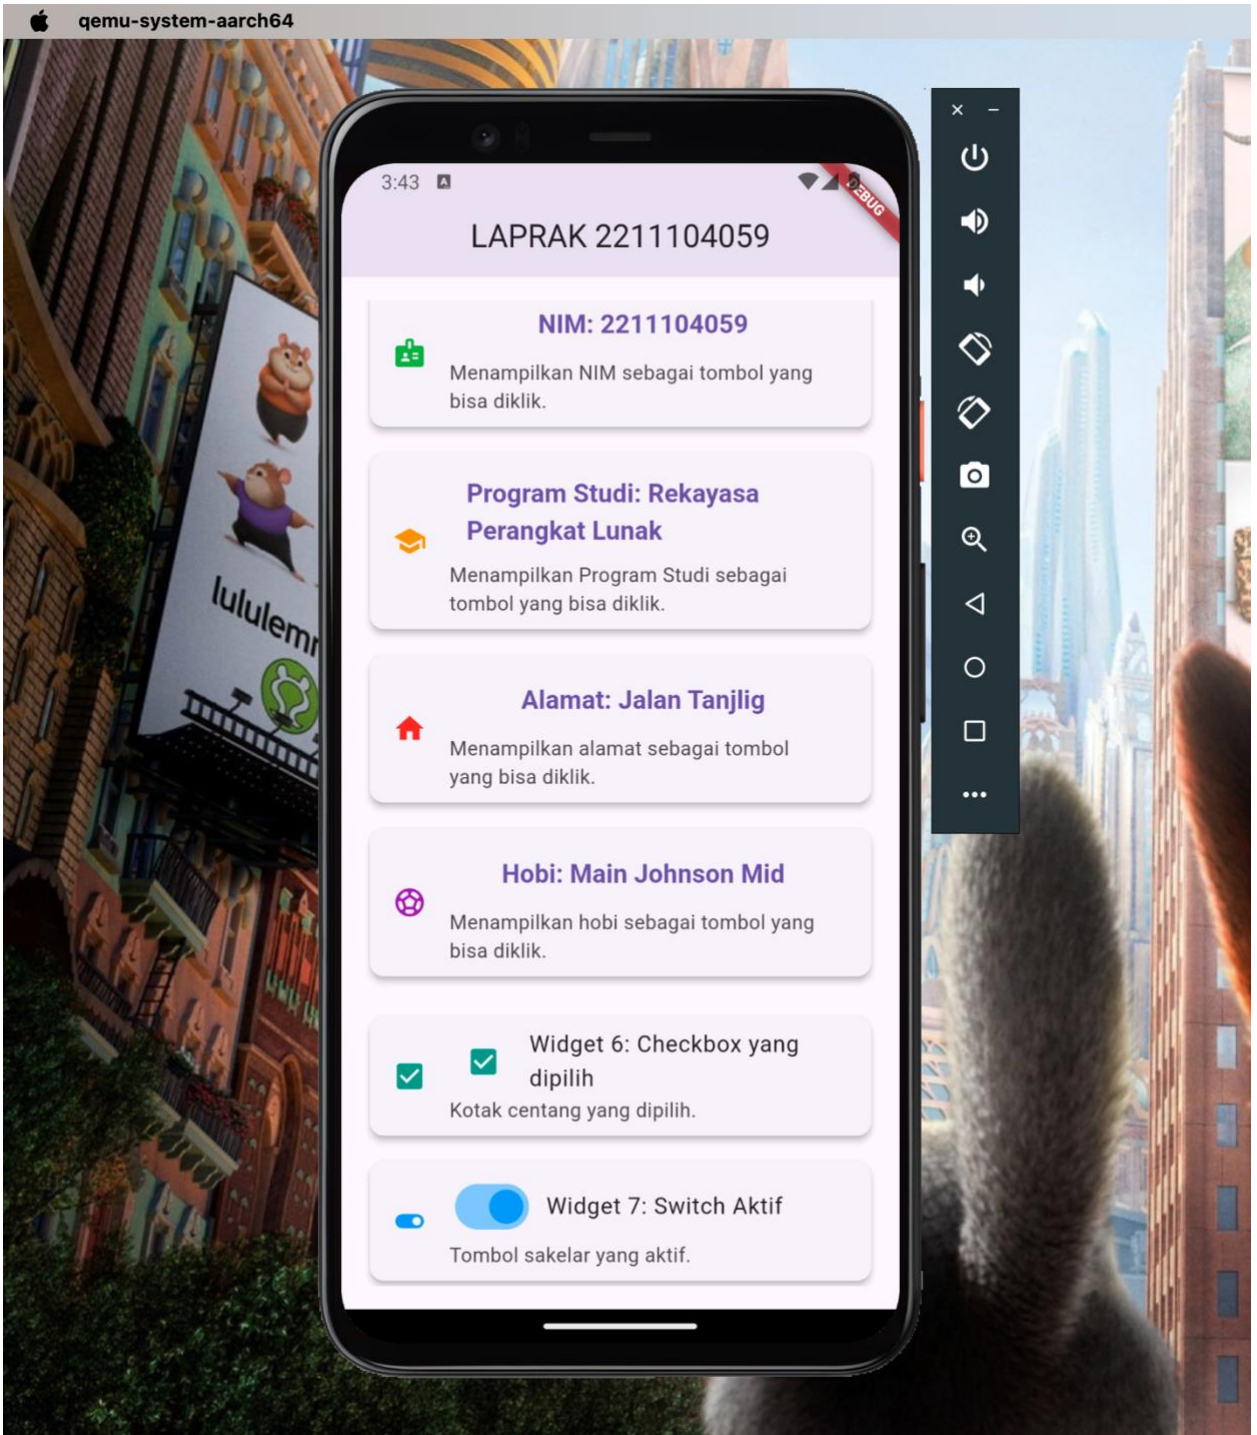 qemu-system-aarch64
3:43
DEBUG
LAPRAK 2211104059
NIM: 2211104059
Menampilkan NIM sebagai tombol yang
bisa diklik.
Program Studi: Rekayasa
Perangkat Lunak
Menampilkan Program Studi sebagai
tombol yang bisa diklik.
Alamat: Jalan Tanjlig
Menampilkan alamat sebagai tombol
yang bisa diklik.
Hobi: Main Johnson Mid
Menampilkan hobi sebagai tombol yang
bisa diklik.
Widget 6: Checkbox yang
dipilih
Kotak centang yang dipilih.
Widget 7: Switch Aktif
Tombol sakelar yang aktif.